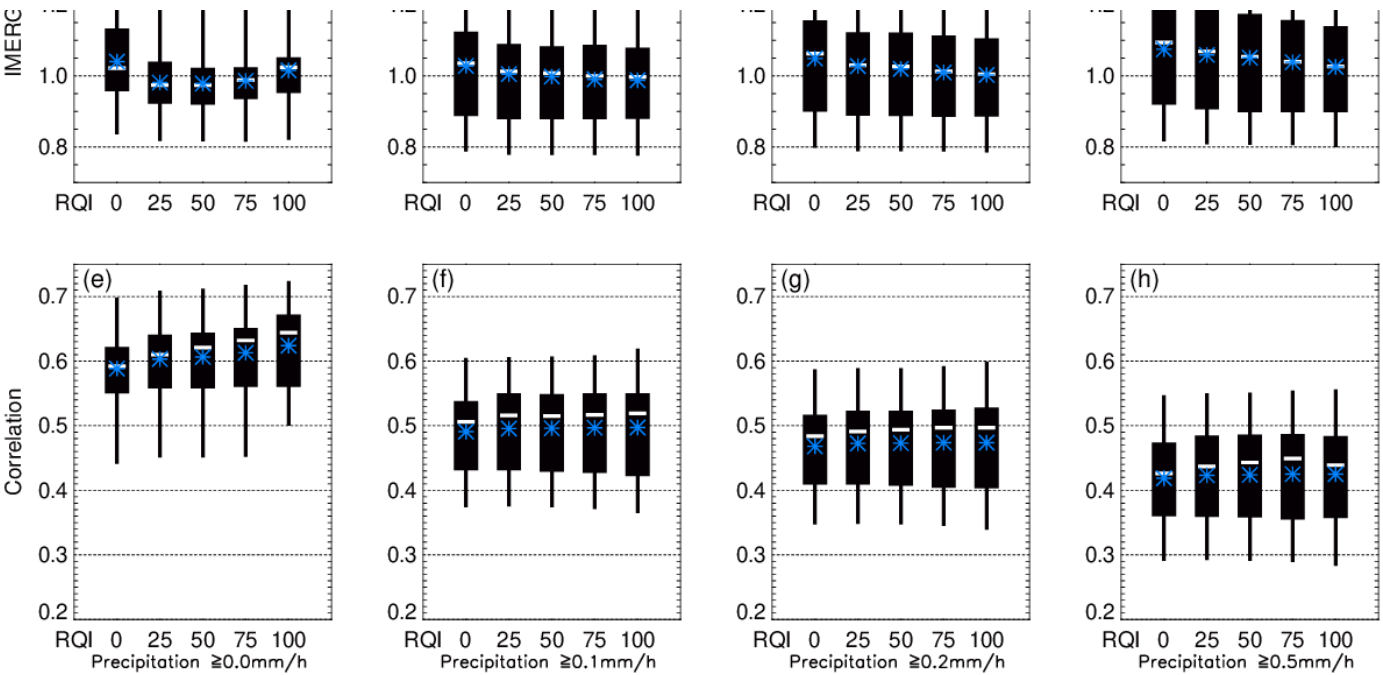 IMERG
1.0 1.0 1.0 1.0
0.8 0.8 0.8 0.8
RQI 0 25 50 75 100 RQI 0 25 50 75 100 RQI 0 25 50 75 100 RQI 0 25 50 75 100
(e) (f) (g) (h)
0.7 0.7 0.7 0.7
0.6 0.6 0.6 0.6
0.5 0.5 0.5 0.5
Correlation
0.4 0.4 0.4 0.4
0.3 0.3 0.3 0.3
0.2 0.2 0.2 0.2
RQI 0 25 50 75 100 RQI 0 25 50 75 100 RQI 0 25 50 75 100 RQI 0 25 50 75 100
Precipitation ≧0.0mm/h Precipitation ≧0.1mm/h Precipitation ≧0.2mm/h Precipitation ≧0.5mm/h